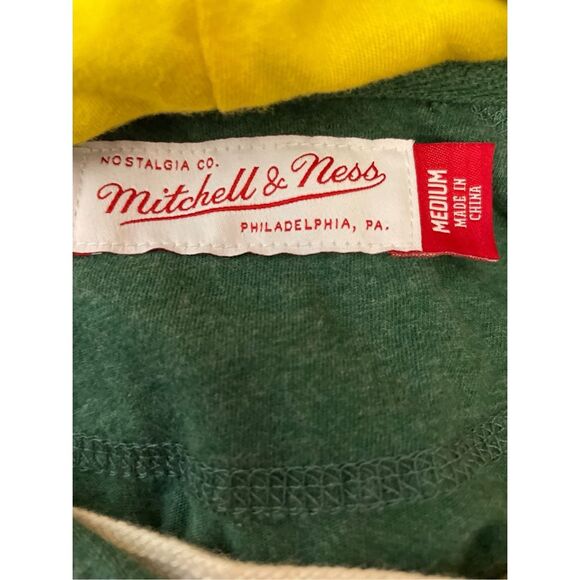 NOSTALGIA CO.
Mitchell & Ness
PHILADELPHIA, PA.
MEDIUM
MADE IN
CHINA